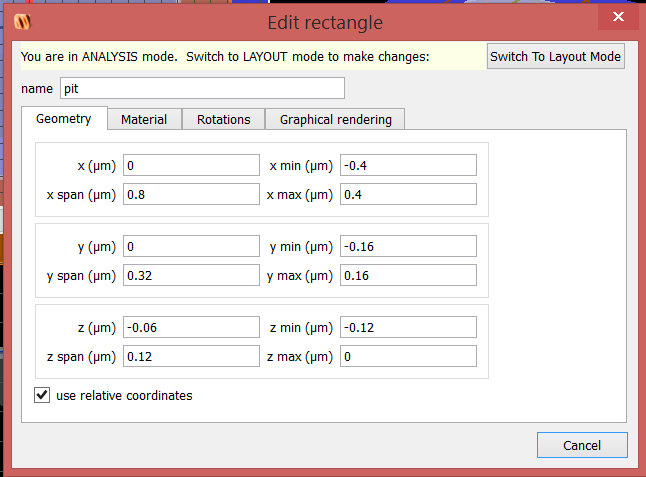 Edit rectangle
You are in ANALYSIS mode.  Switch to LAYOUT mode to make changes: Switch To Layout Mode
name pit
Geometry Material Rotations Graphical rendering
x (µm) 0 x min (µm) -0.4
x span (µm) 0.8 x max (µm) 0.4
y (µm) 0 y min (µm) -0.16
y span (µm) 0.32 y max (µm) 0.16
z (µm) -0.06 z min (µm) -0.12
z span (µm) 0.12 z max (µm) 0
use relative coordinates
Cancel